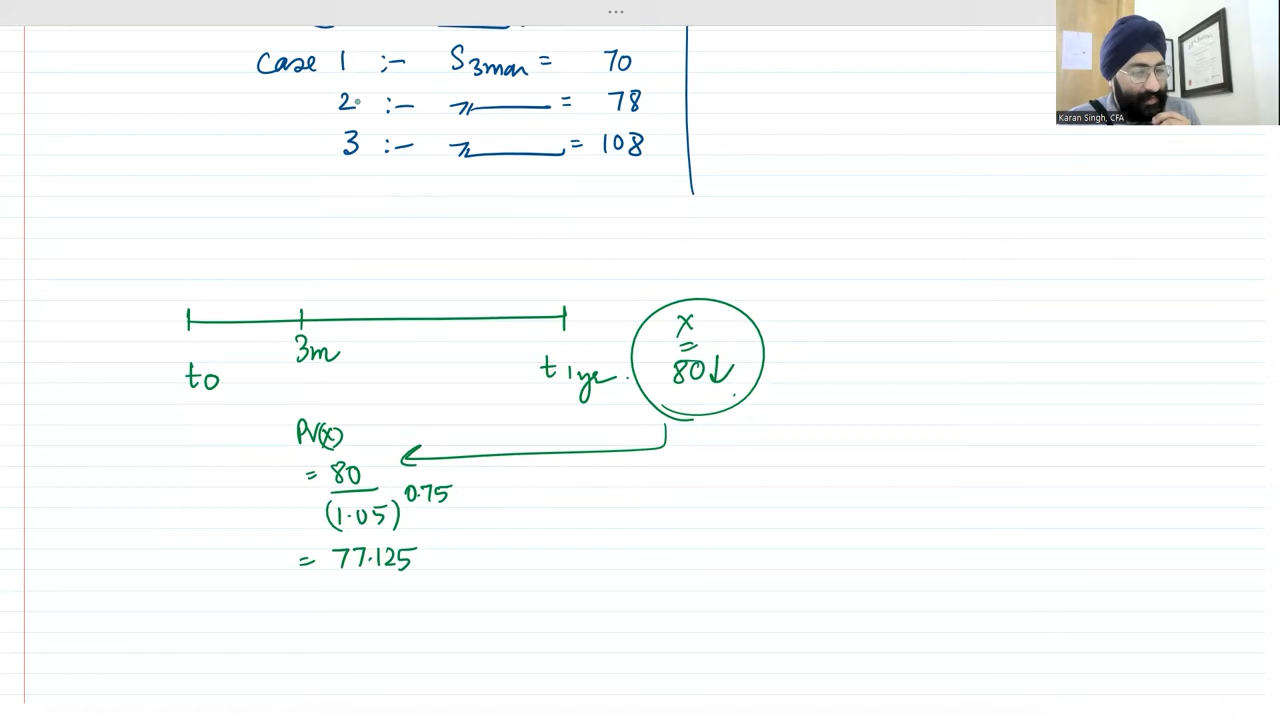 Case 1 :- S3mon = 70
2 :- ” = 78
3 :- ” = 108
Karan Singh, CFA
X
=
80↓
3m
t0
t1yr.
PV(X)
= 80
(1.05)^0.75
= 77.125